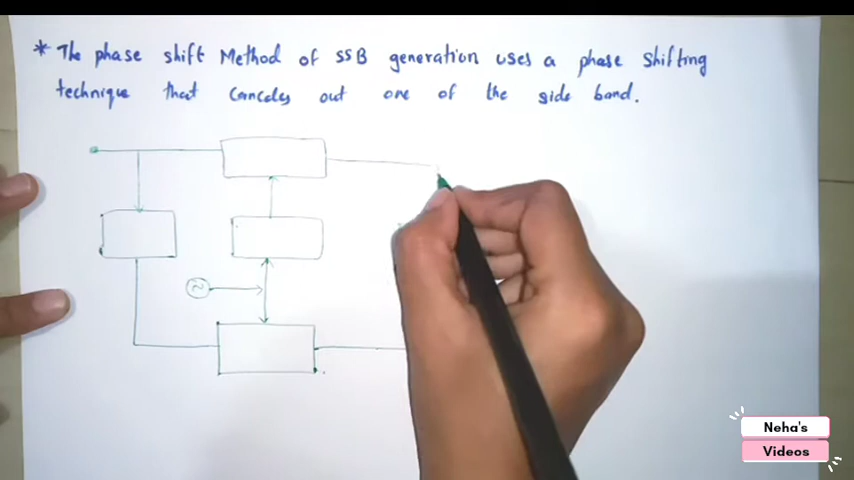 * The phase shift Method of SSB generation uses a phase shifting
technique that Canceles out one of the side band.
~
Neha's
Videos